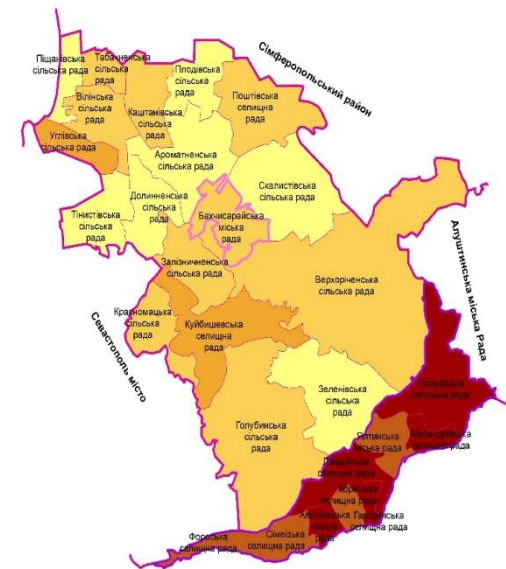 Піщанівська
сільська рада
Табачненська
сільська
рада
Плодівська
сільська
рада
Сімферопольський район
Вілінська
сільська
рада
Каштанівська
сільська
рада
Поштівська
селищна
рада
Углівська
сільська рада
Ароматненська
сільська рада
Скалистівська
сільська рада
Долинненська
сільська
рада
Бахчисарайська
міська
рада
Тінистівська
сільська
рада
Залізничненська
сільська рада
Верхоріченська
сільська
рада
Алуштинська
міська Рада
Красномацька
сільська
рада
Куйбишевська
селищна
рада
Севастополь місто
Зеленівська
сільська
рада
Гурзуфська
селищна рада
Голубинська
сільська
рада
Ялтинська
міська рада
Масандрівська
селищна рада
Лівадійська
селищна рада
Кореїзька
селищна рада
Алупкинська
міська
рада
Гаспринська
селищна рада
Форосська
селищна рада
Сімеїзька
селищна рада